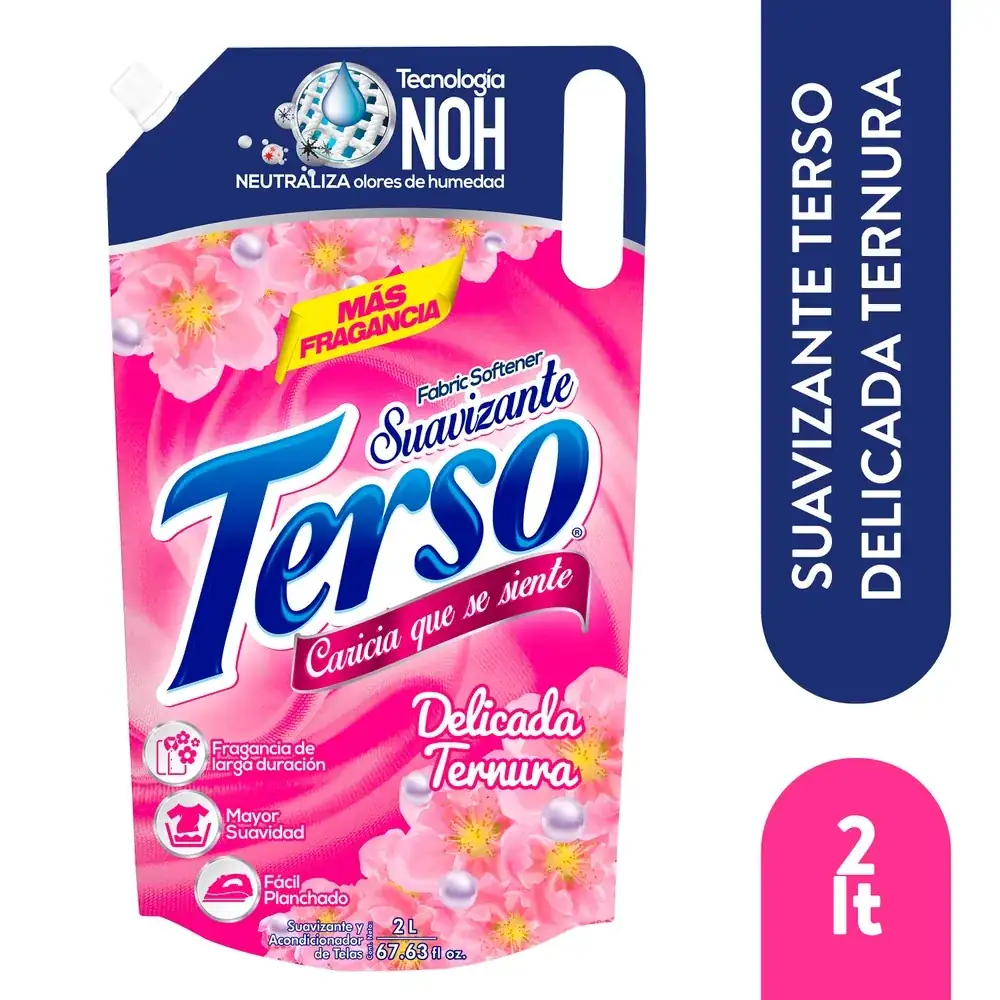 Tecnología
NOH
NEUTRALIZA olores de humedad
MÁS
FRAGANCIA
Fabric Softener
Suavizante
Terso®
Caricia que se siente
Delicada
Ternura
Fragancia de
larga duración
Mayor
Suavidad
Fácil
Planchado
Suavizante y
Acondicionador
de Telas
Cont. Neto:
2 L
67.63 fl oz.
SUAVIZANTE TERSO
DELICADA TERNURA
2
lt